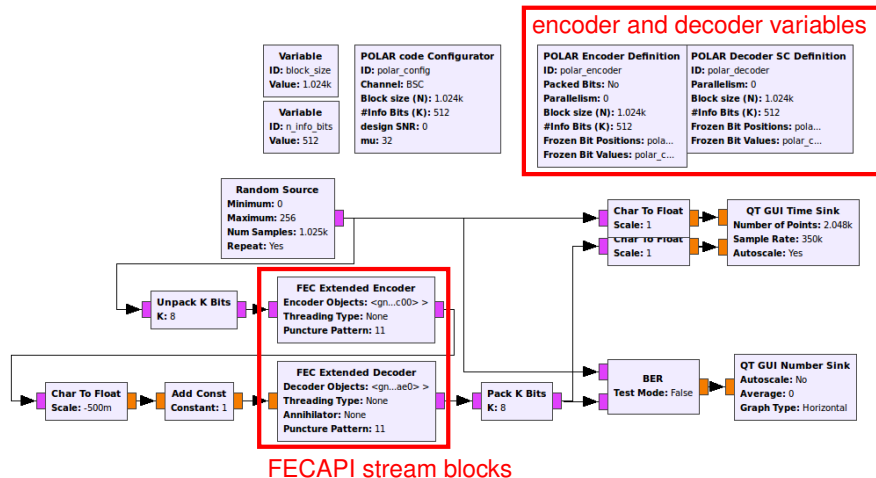 encoder and decoder variables
Variable
ID: block_size
Value: 1.024k
Variable
ID: n_info_bits
Value: 512
POLAR code Configurator
ID: polar_config
Channel: BSC
Block size (N): 1.024k
#Info Bits (K): 512
design SNR: 0
mu: 32
POLAR Encoder Definition
ID: polar_encoder
Packed Bits: No
Parallelism: 0
Block size (N): 1.024k
#Info Bits (K): 512
Frozen Bit Positions: pola...
Frozen Bit Values: polar_c...
POLAR Decoder SC Definition
ID: polar_decoder
Parallelism: 0
Block size (N): 1.024k
#Info Bits (K): 512
Frozen Bit Positions: pola...
Frozen Bit Values: polar_c...
Random Source
Minimum: 0
Maximum: 256
Num Samples: 1.025k
Repeat: Yes
Char To Float
Scale: 1
Char To Float
Scale: 1
QT GUI Time Sink
Number of Points: 2.048k
Sample Rate: 350k
Autoscale: Yes
Unpack K Bits
K: 8
FEC Extended Encoder
Encoder Objects: <gn...c00> >
Threading Type: None
Puncture Pattern: 11
Char To Float
Scale: -500m
Add Const
Constant: 1
FEC Extended Decoder
Decoder Objects: <gn...ae0> >
Threading Type: None
Annihilator: None
Puncture Pattern: 11
Pack K Bits
K: 8
BER
Test Mode: False
QT GUI Number Sink
Autoscale: No
Average: 0
Graph Type: Horizontal
FECAPI stream blocks